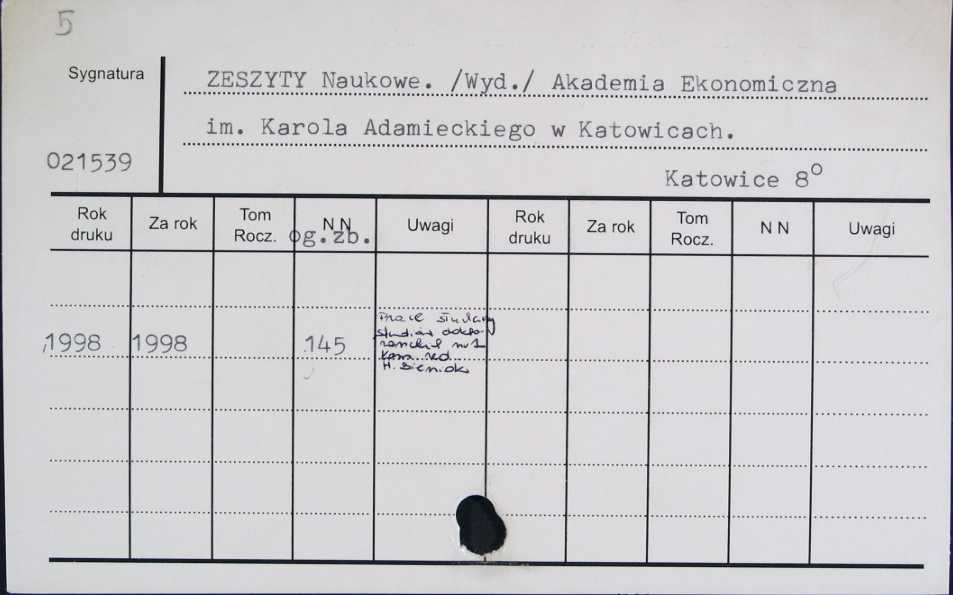 5
Sygnatura
ZESZYTY Naukowe. /Wyd./ Akademia Ekonomiczna
im. Karola Adamieckiego w Katowicach.
021539
Katowice 8°
Rok druku Za rok Tom Rocz. N N Uwagi Rok druku Za rok Tom Rocz. N N Uwagi
og.zb.
1998 1998 145
Prace
studiów dokto-
ranckich nr 1
red.
H. Bieniok